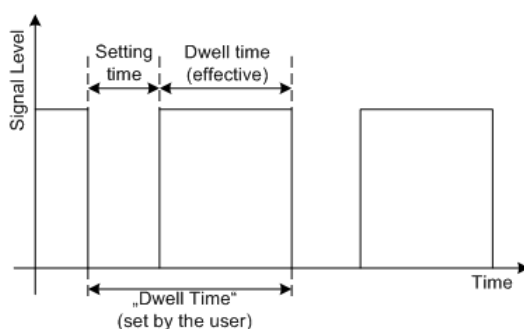 Signal Level
Setting
time
Dwell time
(effective)
Time
„Dwell Time“
(set by the user)